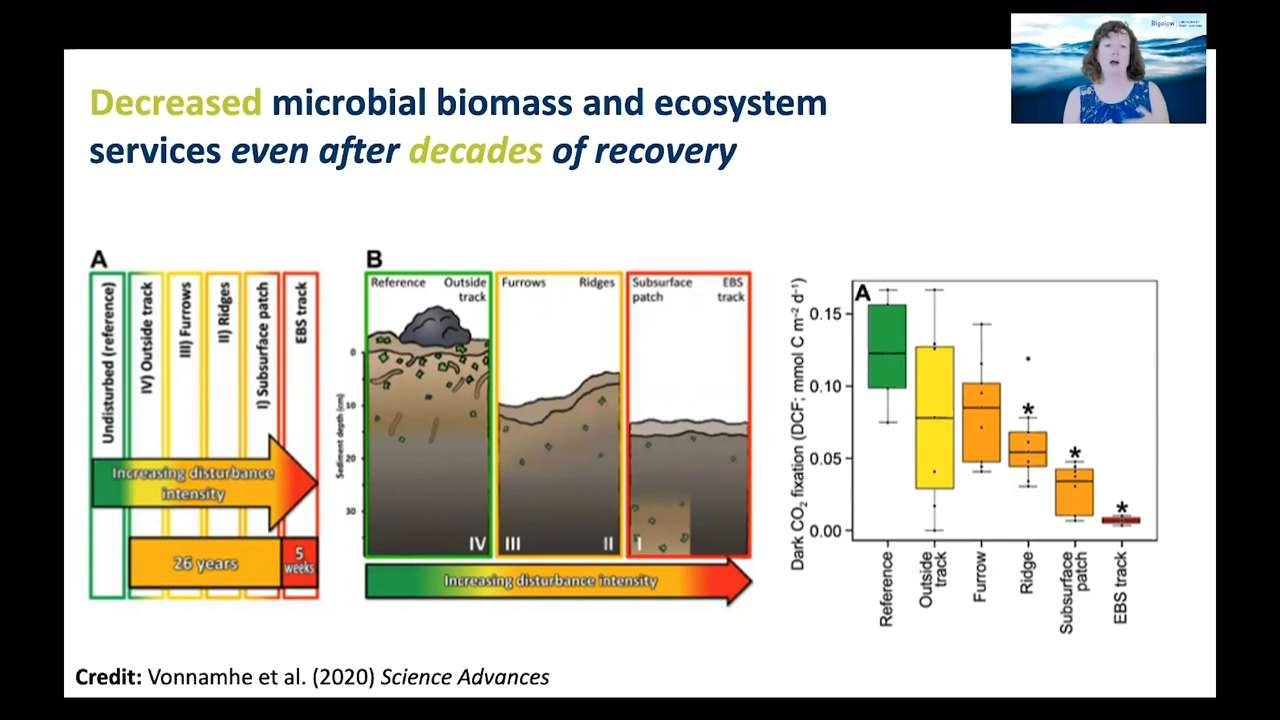 Bigelow
Decreased microbial biomass and ecosystem
services even after decades of recovery
A
Undisturbed (reference)
IV) Outside track
III) Furrows
II) Ridges
I) Subsurface patch
EBS track
Increasing disturbance
intensity
26 years
5
weeks
B
Reference
Outside
track
Furrows
Ridges
Subsurface
patch
EBS
track
Sediment depth (cm)
0
10
20
30
IV
III
II
I
Increasing disturbance intensity
A
Dark CO₂ fixation (DCF; mmol C m⁻² d⁻¹)
0.15
0.10
0.05
0.00
*
*
*
Reference
Outside
track
Furrow
Ridge
Subsurface
patch
EBS track
Credit: Vonnamhe et al. (2020) Science Advances